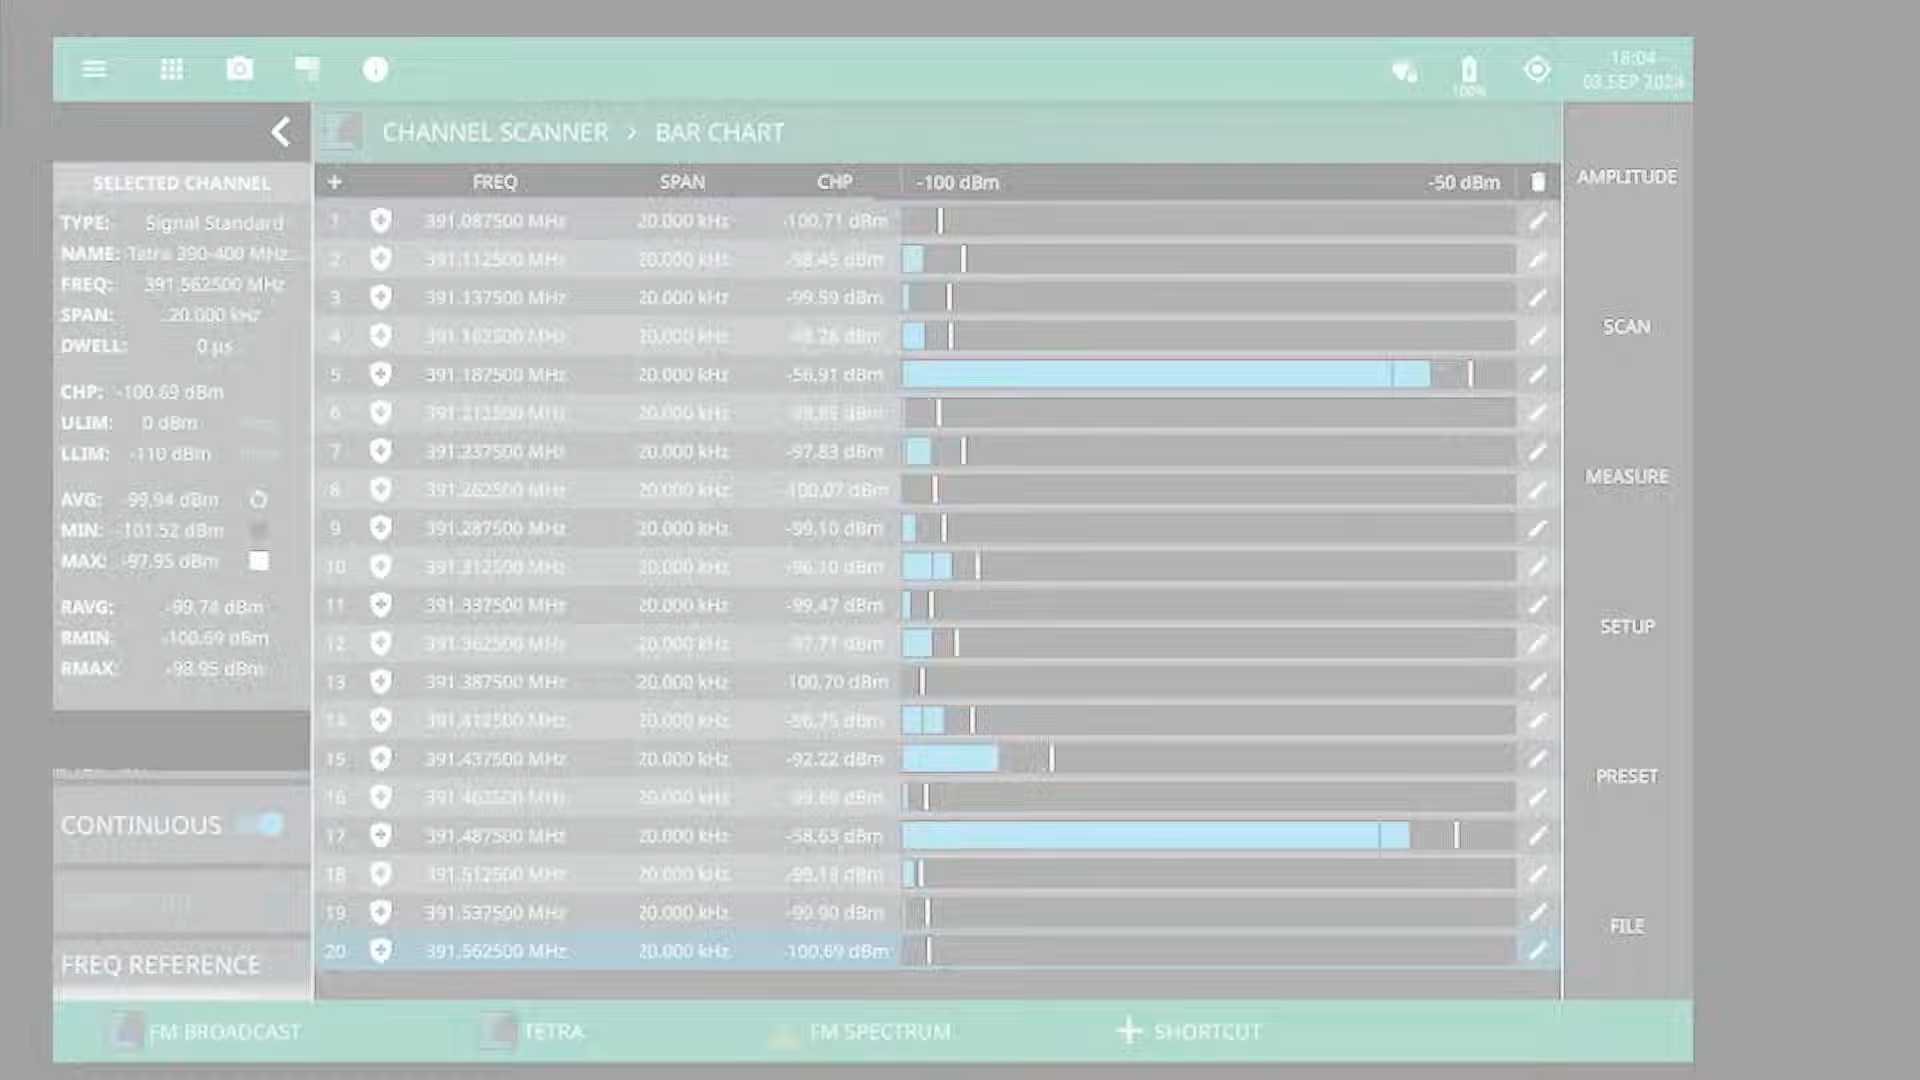 18:04
100%
03 SEP 2024
CHANNEL SCANNER > BAR CHART
SELECTED CHANNEL
TYPE: Signal Standard
NAME: Tetra 390-400 MHz...
FREQ: 391.562500 MHz
SPAN: 20.000 kHz
DWELL: 0 µs
CHP: -100.69 dBm
ULIM: 0 dBm
LLIM: -110 dBm
AVG: -99.94 dBm
MIN: -101.52 dBm
MAX: -97.95 dBm
RAVG: -99.74 dBm
RMIN: -100.69 dBm
RMAX: -98.95 dBm
CONTINUOUS
FREQ REFERENCE
+ FREQ SPAN CHP -100 dBm -50 dBm
1 391.087500 MHz 20.000 kHz -100.71 dBm
2 391.112500 MHz 20.000 kHz -98.45 dBm
3 391.137500 MHz 20.000 kHz -99.59 dBm
4 391.162500 MHz 20.000 kHz
5 391.187500 MHz 20.000 kHz -56.91 dBm
6 391.212500 MHz 20.000 kHz
7 391.237500 MHz 20.000 kHz -97.83 dBm
8 391.262500 MHz 20.000 kHz -100.07 dBm
9 391.287500 MHz 20.000 kHz -99.10 dBm
10 391.312500 MHz 20.000 kHz -96.10 dBm
11 391.337500 MHz 20.000 kHz -99.47 dBm
12 391.362500 MHz 20.000 kHz -97.71 dBm
13 391.387500 MHz 20.000 kHz -100.70 dBm
14 391.412500 MHz 20.000 kHz -96.75 dBm
15 391.437500 MHz 20.000 kHz -92.22 dBm
16 391.462500 MHz 20.000 kHz
17 391.487500 MHz 20.000 kHz -58.63 dBm
18 391.512500 MHz 20.000 kHz
19 391.537500 MHz 20.000 kHz -99.90 dBm
20 391.562500 MHz 20.000 kHz -100.69 dBm
AMPLITUDE
SCAN
MEASURE
SETUP
PRESET
FILE
FM BROADCAST
TETRA
FM SPECTRUM
+ SHORTCUT